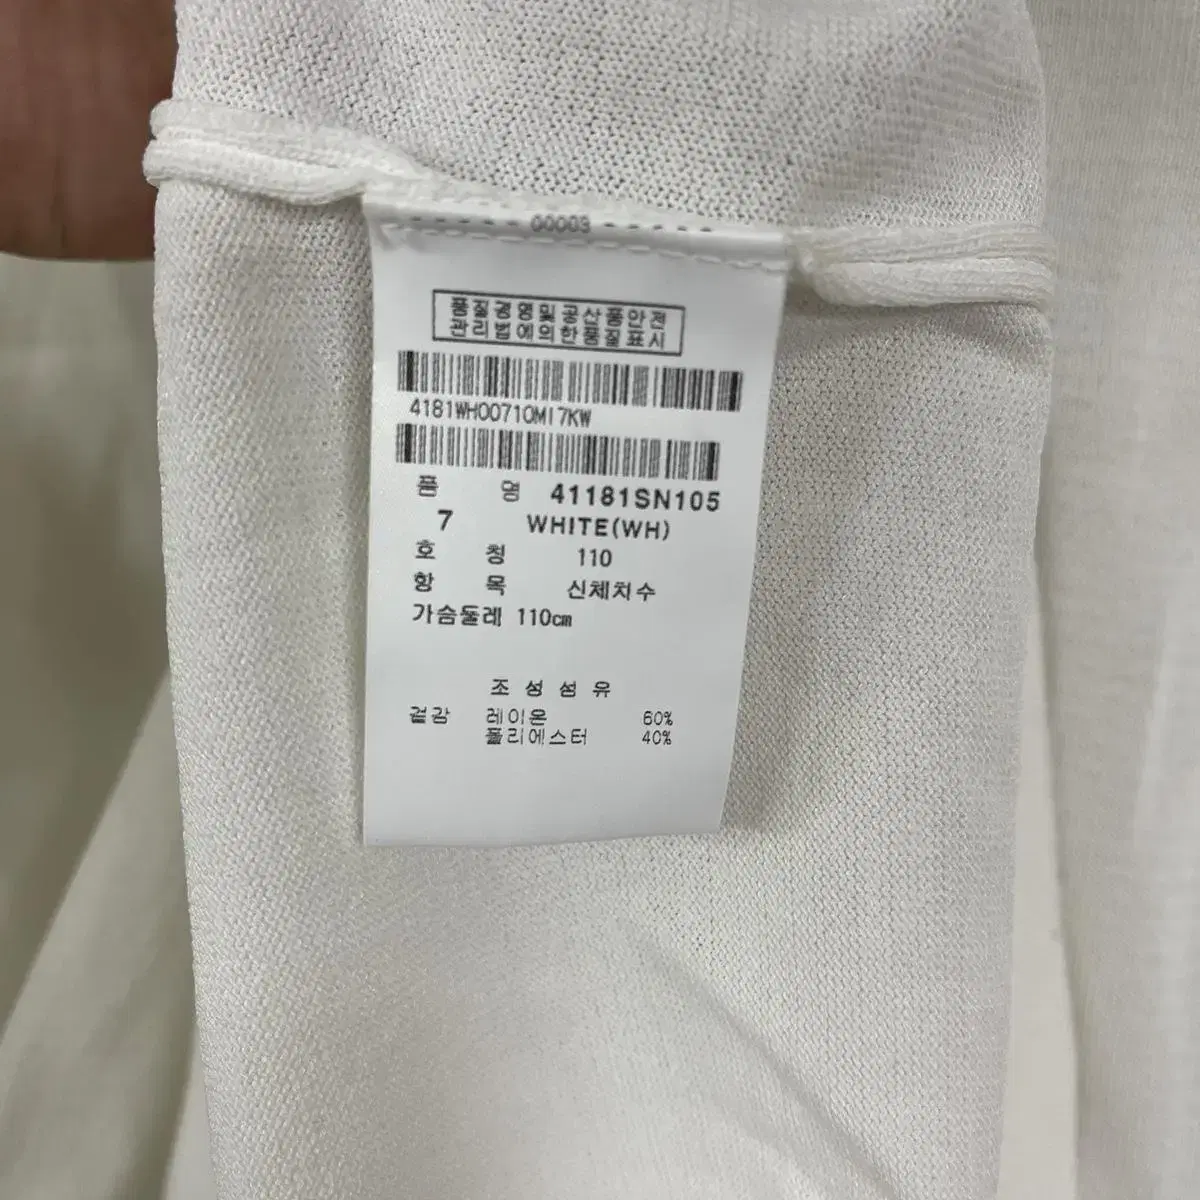 00003
품질경영및공산품안전
관리법에의한품질표시
4181WH00710MI7KW
품 명 41181SN105
7 WHITE(WH)
호 칭 110
항 목 신체치수
가슴둘레 110㎝
조 성 섬 유
겉감 레이온 60%
폴리에스터 40%